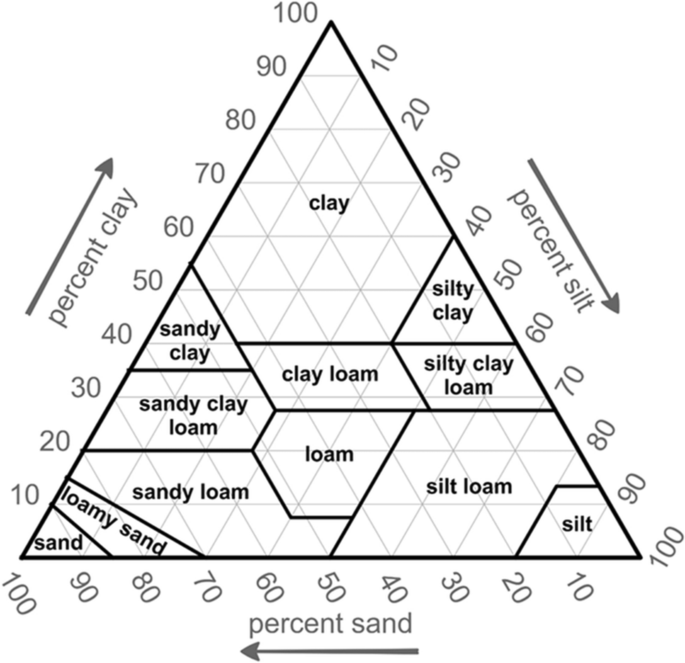 100
90
10
80
20
70
30
clay
60
40
percent clay
percent silt
50
50
silty
clay
40
60
sandy
clay
clay loam
silty clay
loam
30
70
sandy clay
loam
20
80
loam
sandy loam
silt loam
10
90
loamy sand
silt
sand
100
100
90
80
70
60
50
40
30
20
10
percent sand